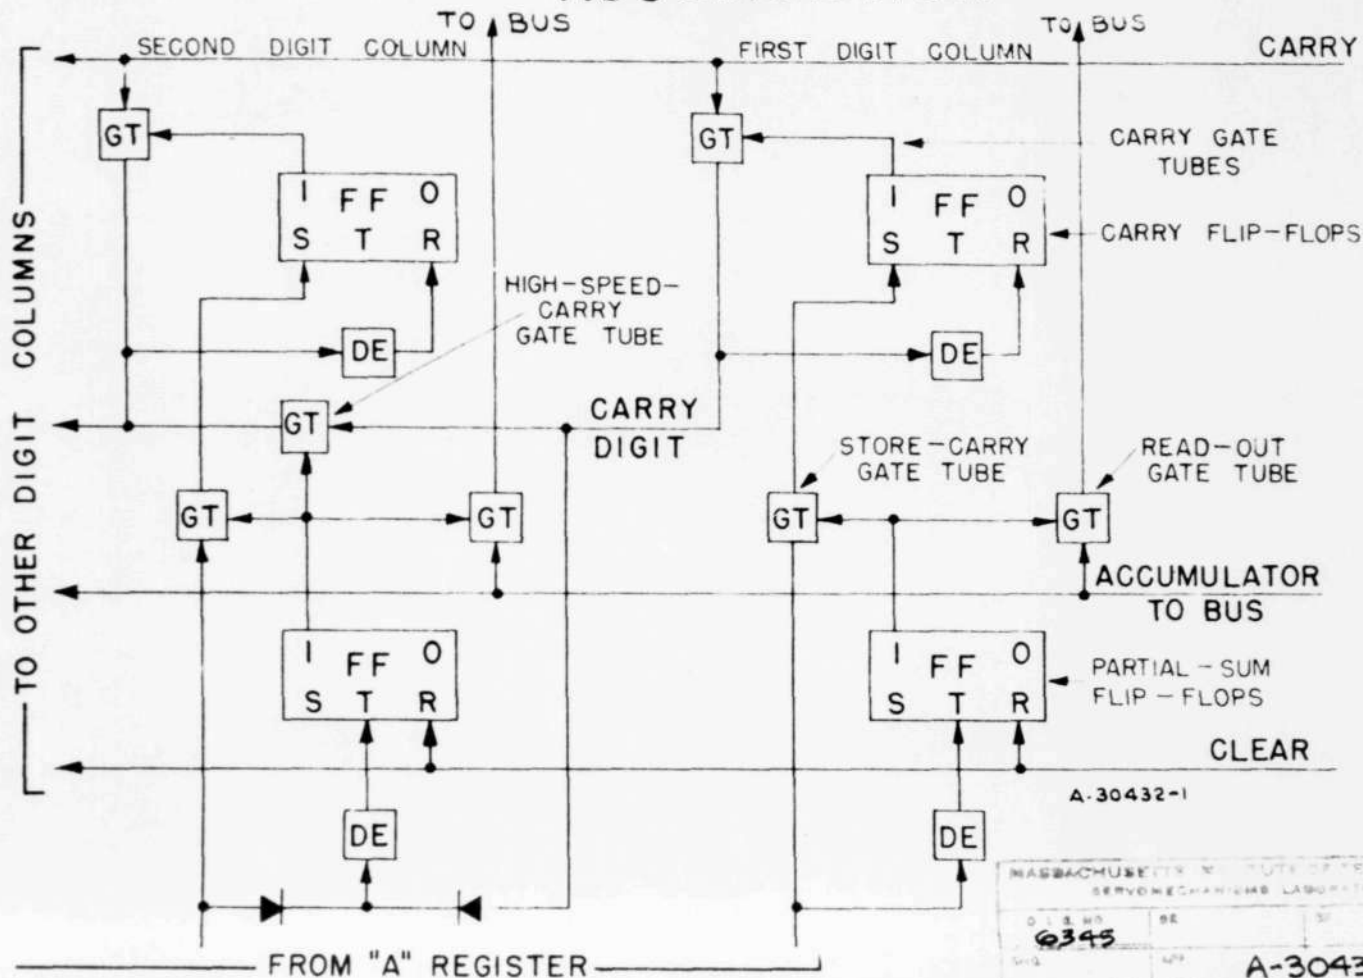 TO BUS
TO BUS
SECOND DIGIT COLUMN
FIRST DIGIT COLUMN
CARRY
GT
GT
CARRY GATE
TUBES
I FF O
S T R
I FF O
S T R
CARRY FLIP-FLOPS
HIGH-SPEED-
CARRY
GATE TUBE
DE
DE
TO OTHER DIGIT COLUMNS
GT
CARRY
DIGIT
STORE-CARRY
GATE TUBE
READ-OUT
GATE TUBE
GT
GT
GT
GT
ACCUMULATOR
TO BUS
I FF O
S T R
I FF O
S T R
PARTIAL-SUM
FLIP-FLOPS
CLEAR
A-30432-1
DE
DE
MASSACHUSETTS
SERVOMECHANISMS
6345
FROM "A" REGISTER
A-3043